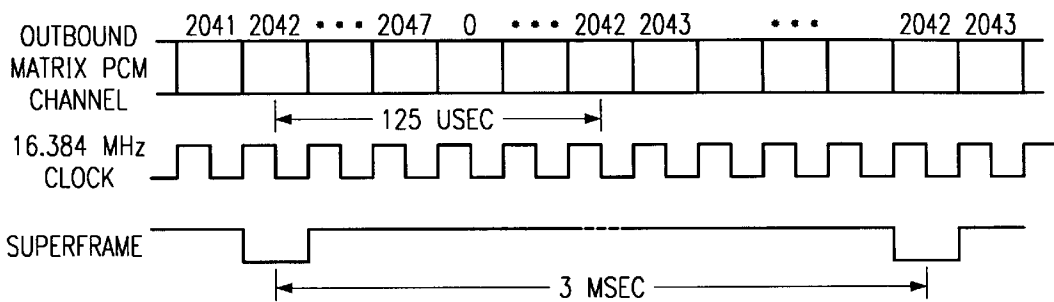 2041 2042 ••• 2047 0 ••• 2042 2043 ••• 2042 2043
OUTBOUND
MATRIX PCM
CHANNEL
125 USEC
16.384 MHz
CLOCK
SUPERFRAME
3 MSEC